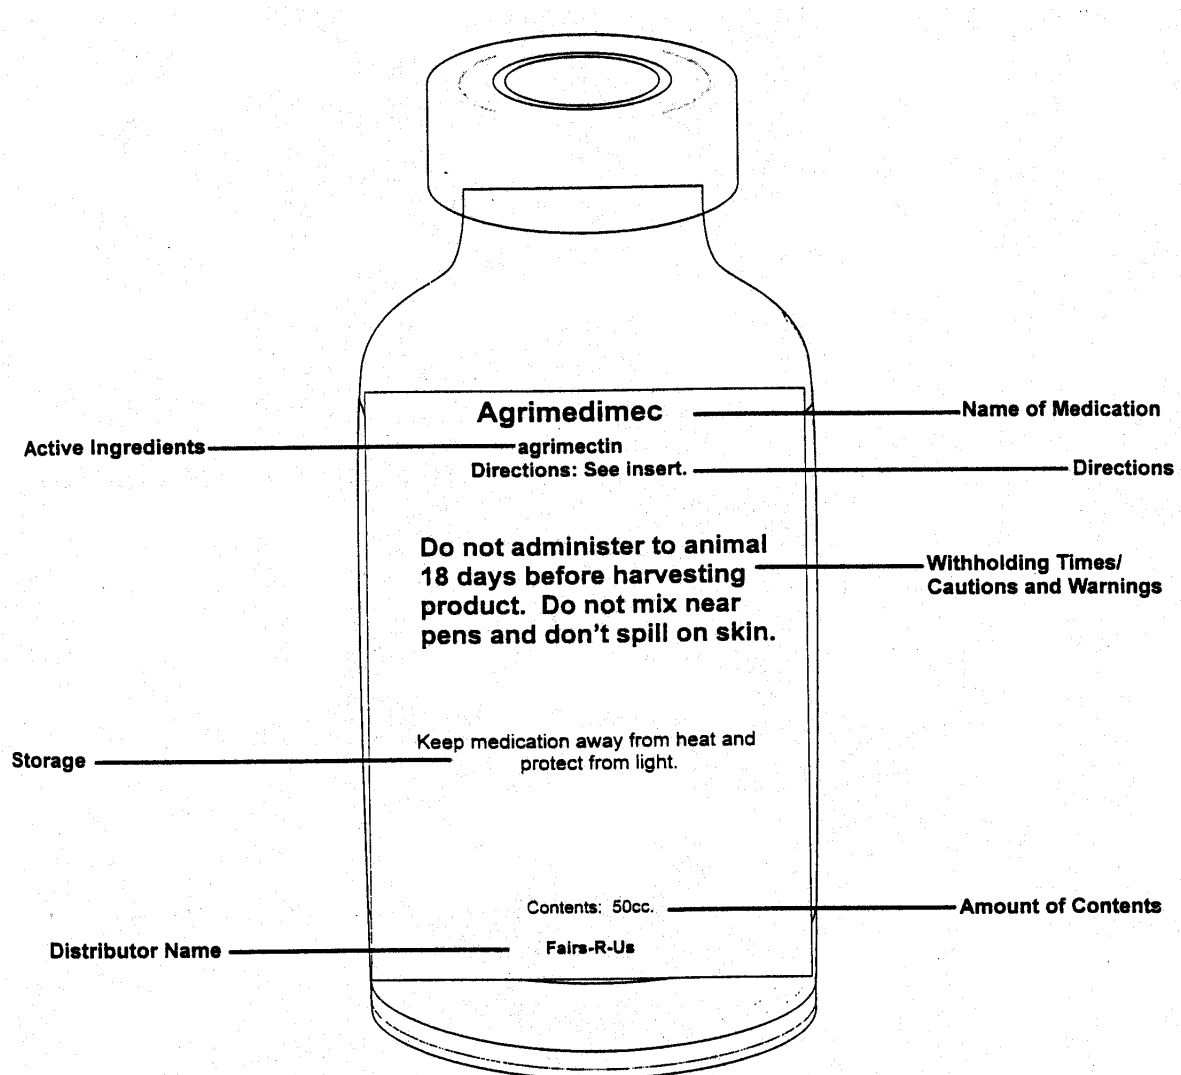 Agrimedimec
Name of Medication
Active Ingredients
agrimectin
Directions: See insert.
Directions
Do not administer to animal
18 days before harvesting
product. Do not mix near
pens and don't spill on skin.
Withholding Times/
Cautions and Warnings
Storage
Keep medication away from heat and
protect from light.
Contents: 50cc.
Amount of Contents
Distributor Name
Fairs-R-Us